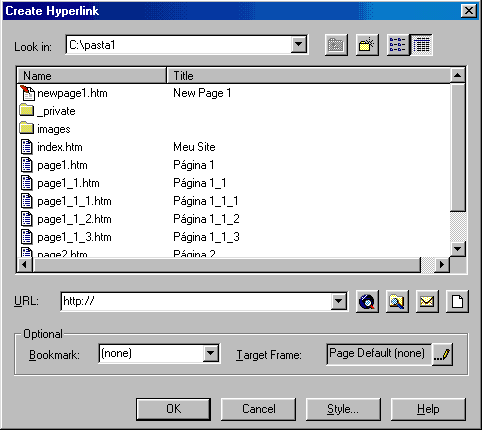 Create Hyperlink
Look in: C:\pasta1
Name Title
newpage1.htm New Page 1
_private
images
index.htm Meu Site
page1.htm Página 1
page1_1.htm Página 1_1
page1_1_1.htm Página 1_1_1
page1_1_2.htm Página 1_1_2
page1_1_3.htm Página 1_1_3
page2.htm Página 2
URL: http://
Optional
Bookmark: (none) Target Frame: Page Default (none)
OK Cancel Style... Help